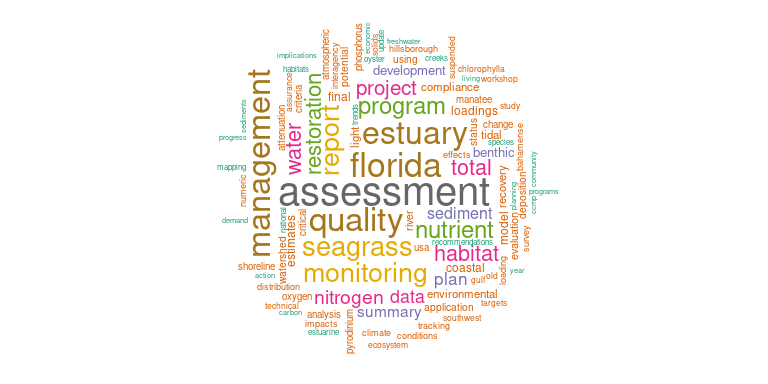 implications
habitats
atmospheric
interagency
potential
phosphorus
economic
solids
update
freshwater
hillsborough
using
creeks
suspended
development
chlorophylla
living
workshop
management
assurance
criteria
restoration
final
project
compliance
manatee
study
sediments
progress
attenuation
water
report
trends
light
program
loadings
status
change
tidal
species
estuary
benthic
bahamense
effects
mapping
florida
total
numeric
assessment
recovery
model
planning
deposition
community
programs
ccmp
demand
national
critical
quality
river
sediment
nutrient
evaluation
survey
watershed
estimates
seagrass
usa
recommendations
habitat
shoreline
action
monitoring
coastal
plan
gulf
old
loading
year
distribution
oxygen
nitrogen
data
environmental
targets
technical
carbon
analysis
summary
application
southwest
impacts
estuarine
pyrodinium
tracking
climate
conditions
ecosystem
oyster